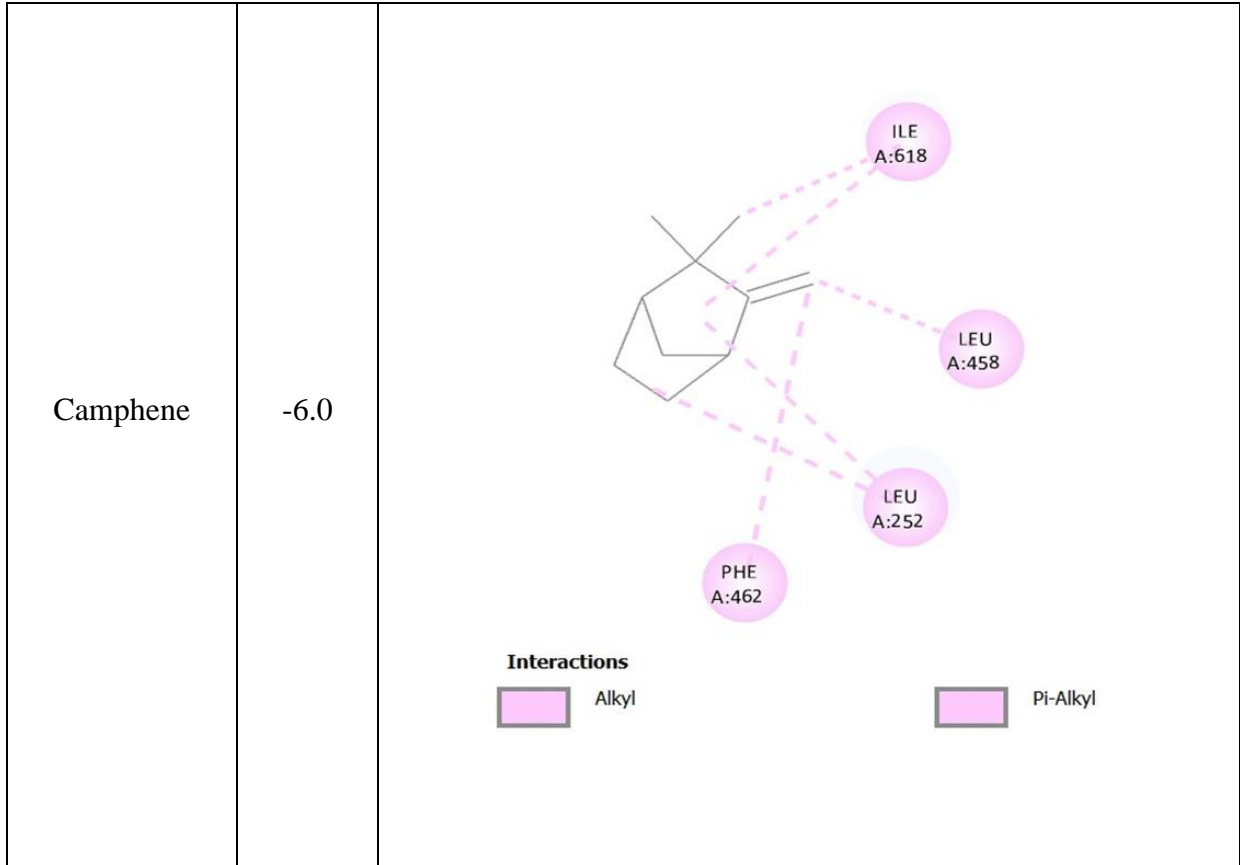 Camphene
-6.0
ILE
A:618
LEU
A:458
LEU
A:252
PHE
A:462
Interactions
Alkyl
Pi-Alkyl